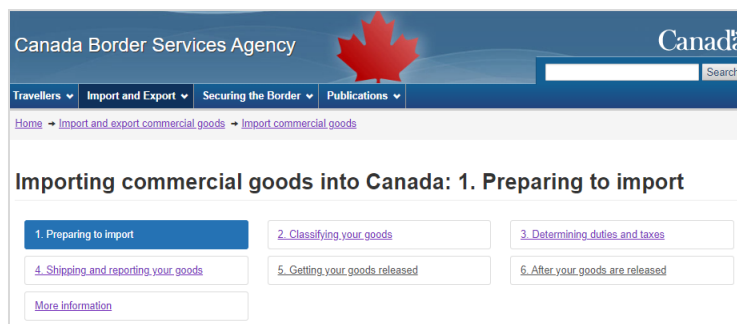 Canada Border Services Agency
Canada
Search
Travellers Import and Export Securing the Border Publications
Home → Import and export commercial goods → Import commercial goods
Importing commercial goods into Canada: 1. Preparing to import
1. Preparing to import 2. Classifying your goods 3. Determining duties and taxes
4. Shipping and reporting your goods 5. Getting your goods released 6. After your goods are released
More information